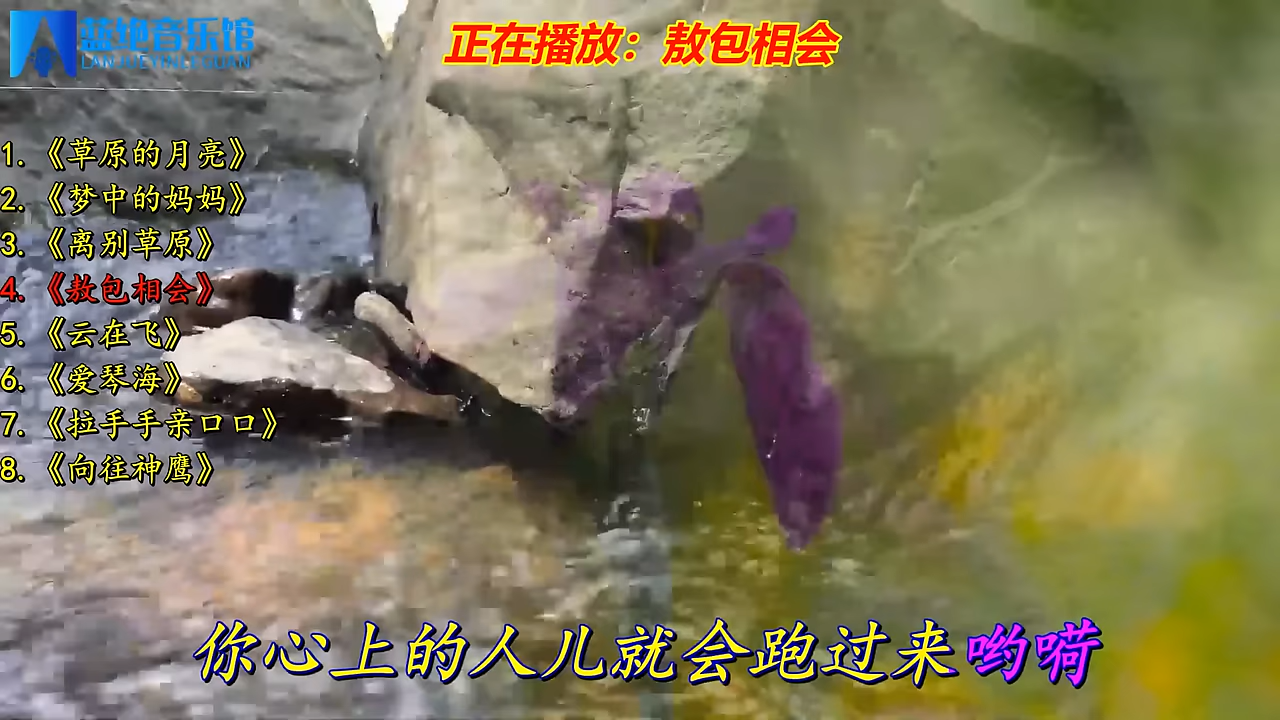 蓝绝音乐馆
LANJUEYINLEGUAN
正在播放：敖包相会
1.《草原的月亮》
2.《梦中的妈妈》
3.《离别草原》
4.《敖包相会》
5.《云在飞》
6.《爱琴海》
7.《拉手手亲口口》
8.《向往神鹰》
你心上的人儿就会跑过来哟嗬